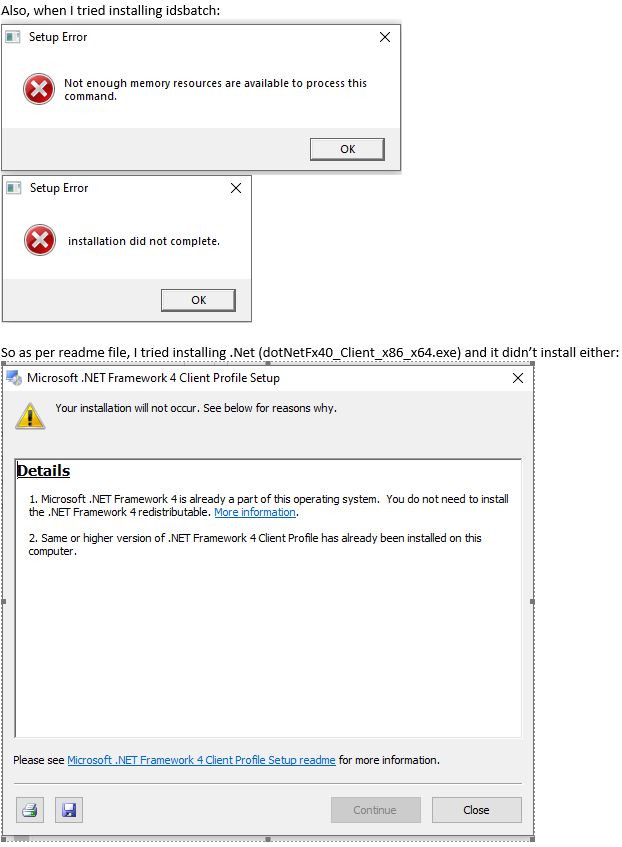 Also, when I tried installing idsbatch:
Setup Error
Not enough memory resources are available to process this
command.
OK
Setup Error
installation did not complete.
OK
So as per readme file, I tried installing .Net (dotNetFx40_Client_x86_x64.exe) and it didn’t install either:
Microsoft .NET Framework 4 Client Profile Setup
Your installation will not occur. See below for reasons why.
Details
1. Microsoft .NET Framework 4 is already a part of this operating system. You do not need to install
the .NET Framework 4 redistributable. More information.
2. Same or higher version of .NET Framework 4 Client Profile has already been installed on this
computer.
Please see Microsoft .NET Framework 4 Client Profile Setup readme for more information.
Continue
Close